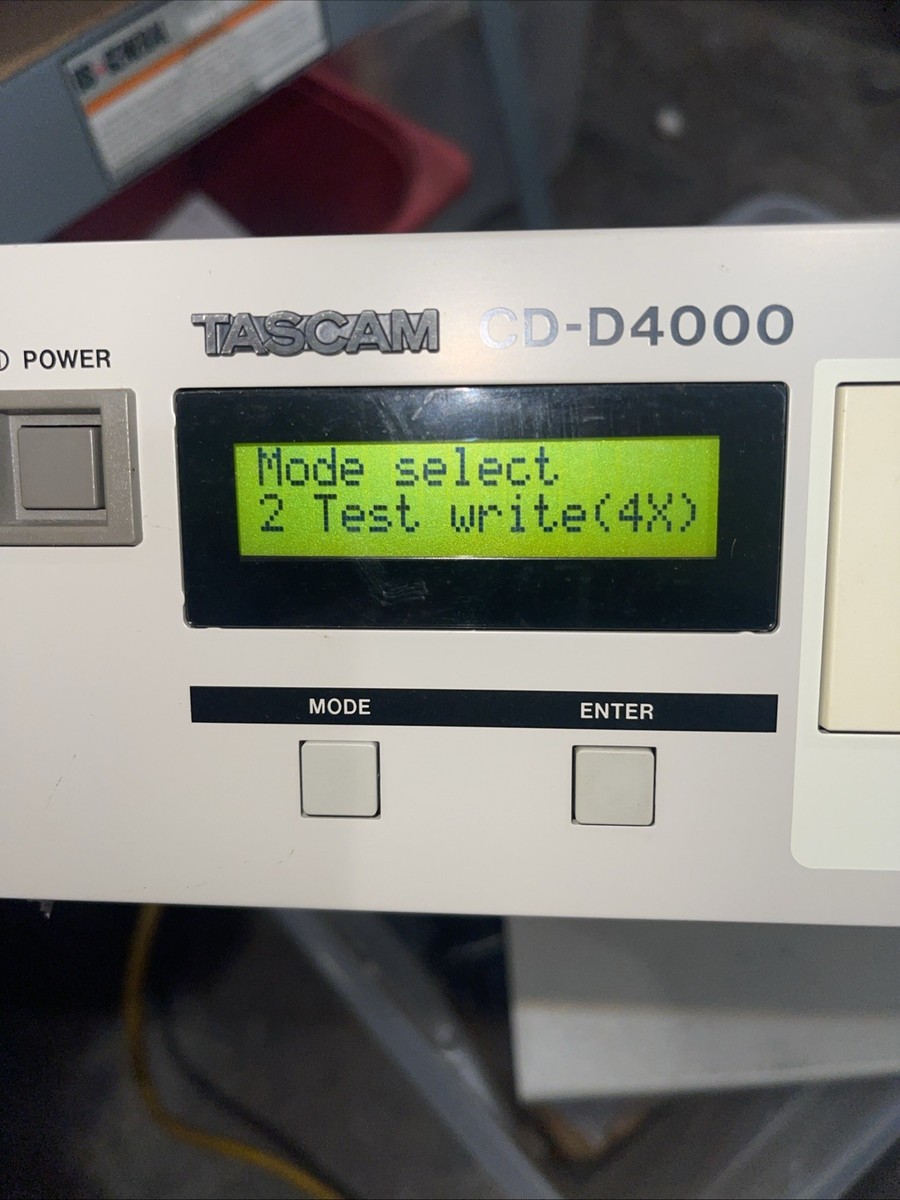 TASCAM CD-D4000
POWER
Mode select
2 Test write(4X)
MODE ENTER